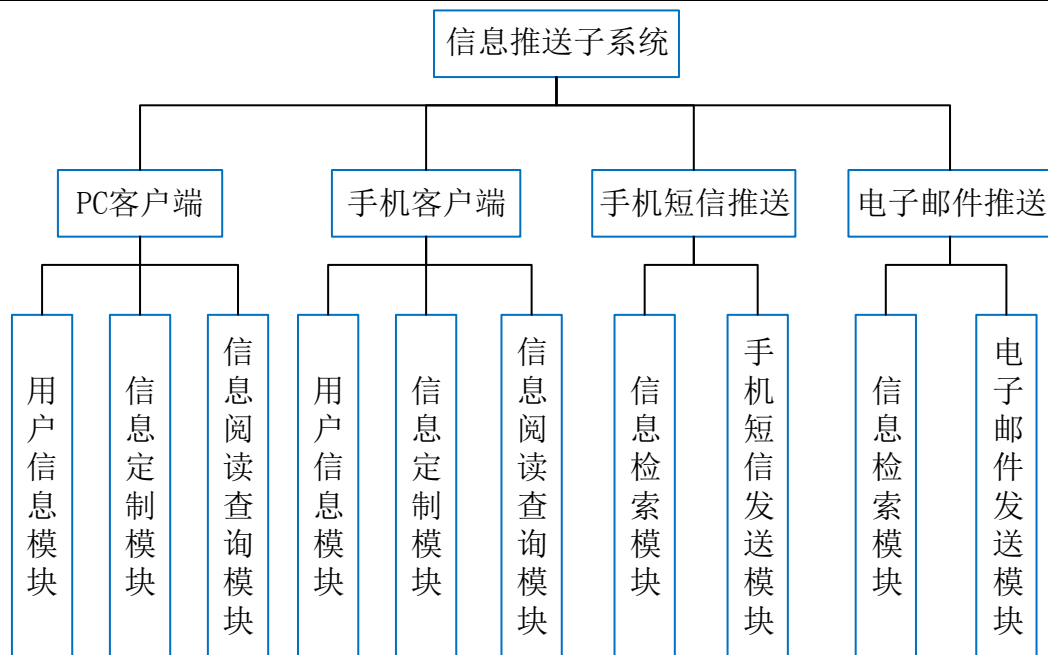 信息推送子系统
PC客户端
手机客户端
手机短信推送
电子邮件推送
用户信息模块
信息定制模块
信息阅读查询模块
用户信息模块
信息定制模块
信息阅读查询模块
信息检索模块
手机短信发送模块
信息检索模块
电子邮件发送模块